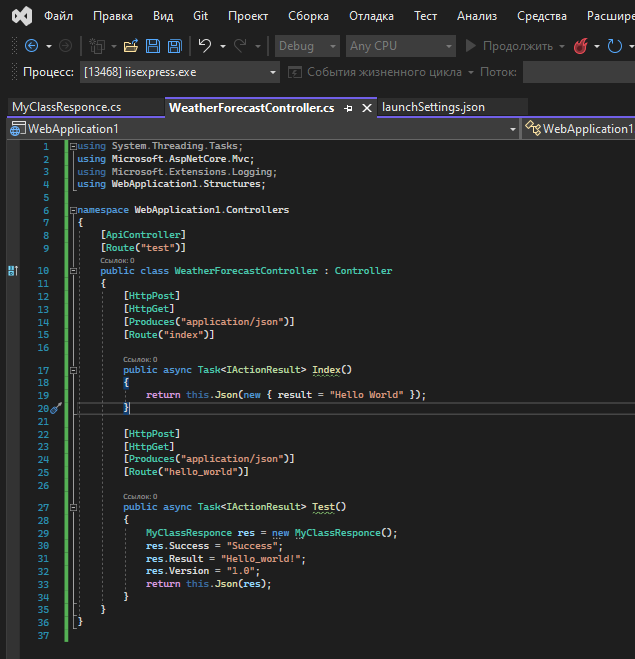 Файл Правка Вид Git Проект Сборка Отладка Тест Анализ Средства Расшире
Debug Any CPU Продолжить
Процесс: [13468] iisexpress.exe События жизненного цикла Поток:
MyClassResponce.cs WeatherForecastController.cs launchSettings.json
WebApplication1 WebApplication1
1 using System.Threading.Tasks;
2 using Microsoft.AspNetCore.Mvc;
3 using Microsoft.Extensions.Logging;
4 using WebApplication1.Structures;
5
6 namespace WebApplication1.Controllers
7 {
8 [ApiController]
9 [Route("test")]
Ссылок: 0
10 public class WeatherForecastController : Controller
11 {
12 [HttpPost]
13 [HttpGet]
14 [Produces("application/json")]
15 [Route("index")]
16
Ссылок: 0
17 public async Task<IActionResult> Index()
18 {
19 return this.Json(new { result = "Hello World" });
20 }
21
22 [HttpPost]
23 [HttpGet]
24 [Produces("application/json")]
25 [Route("hello_world")]
26
Ссылок: 0
27 public async Task<IActionResult> Test()
28 {
29 MyClassResponce res = new MyClassResponce();
30 res.Success = "Success";
31 res.Result = "Hello_world!";
32 res.Version = "1.0";
33 return this.Json(res);
34 }
35 }
36 }
37